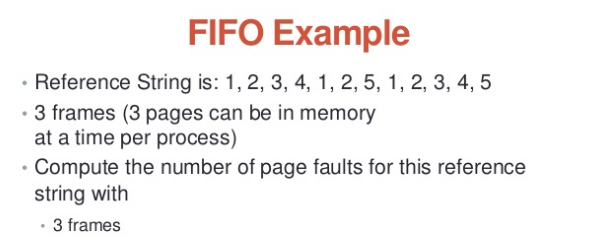 FIFO Example
• Reference String is: 1, 2, 3, 4, 1, 2, 5, 1, 2, 3, 4, 5
• 3 frames (3 pages can be in memory
at a time per process)
• Compute the number of page faults for this reference
string with
• 3 frames